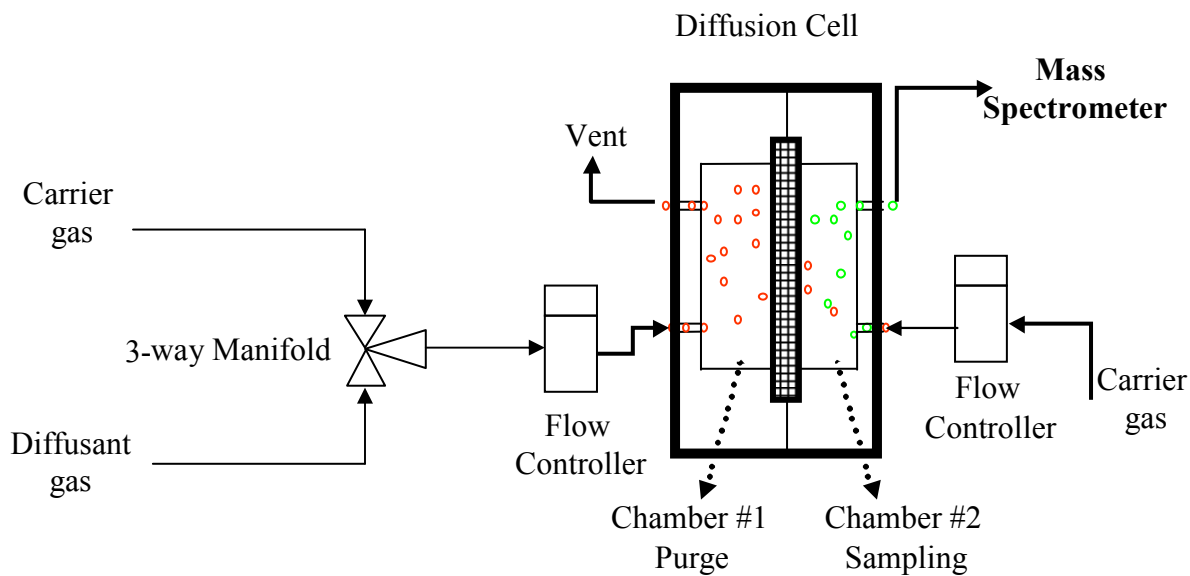 Diffusion Cell
Mass
Spectrometer
Vent
Carrier
gas
3-way Manifold
Diffusant
gas
Flow
Controller
Flow
Controller
Carrier
gas
Chamber #1
Purge
Chamber #2
Sampling